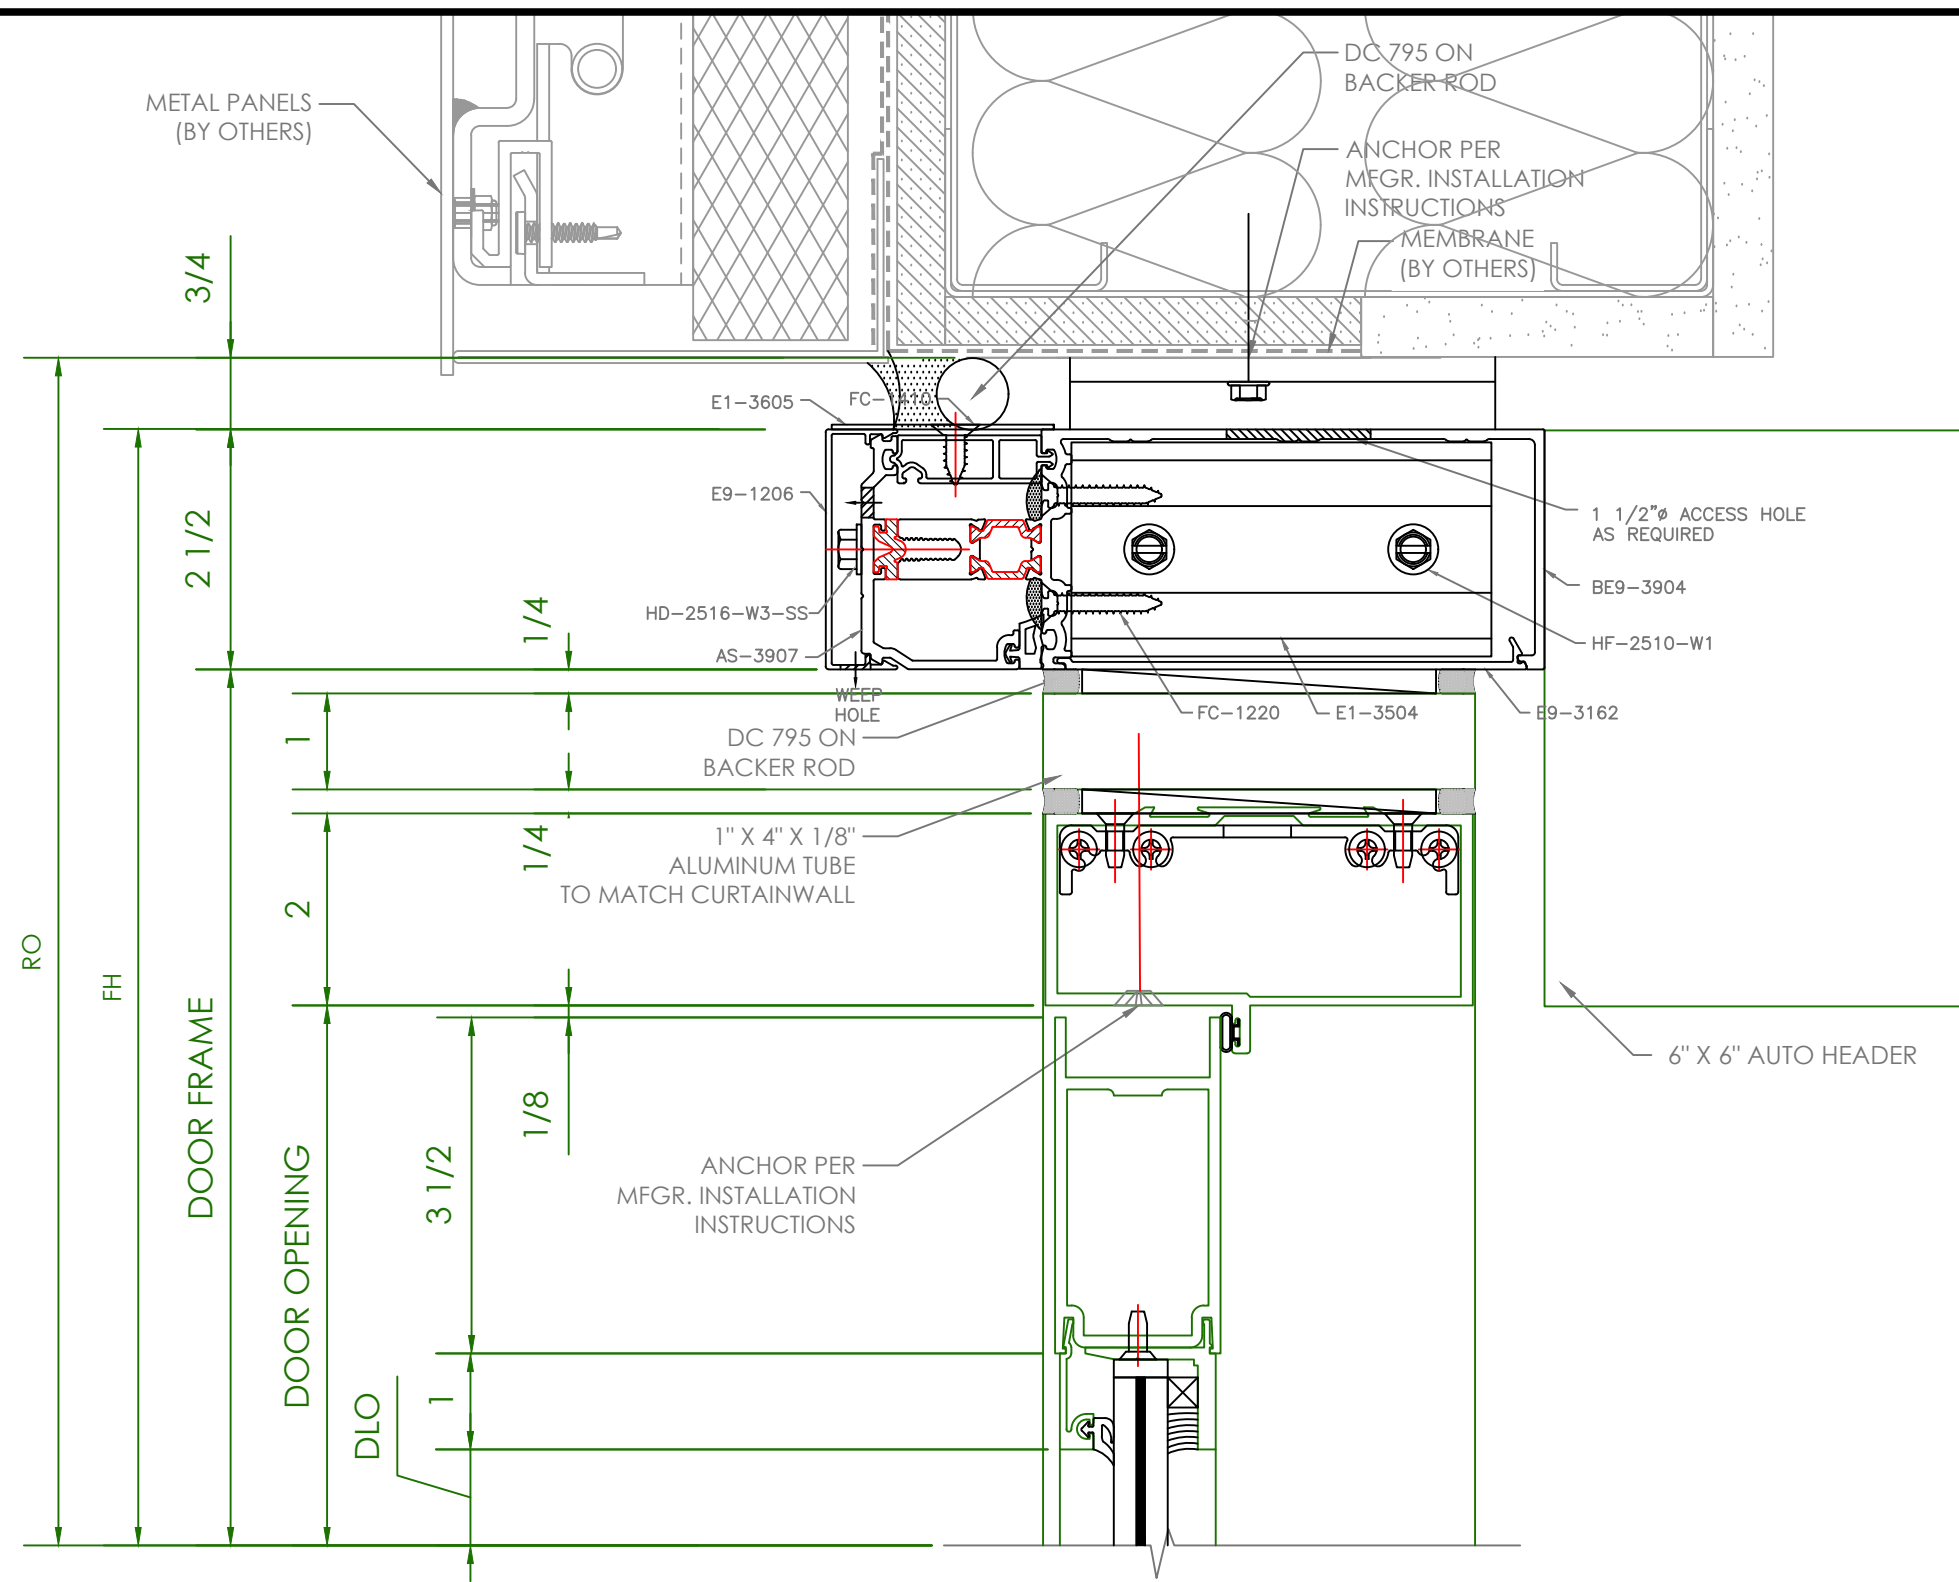 DC 795 ON
BACKER ROD
METAL PANELS
(BY OTHERS)
ANCHOR PER
MFGR. INSTALLATION
INSTRUCTIONS
MEMBRANE
(BY OTHERS)
3/4
E1-3605
FC-1410
E9-1206
2 1/2
1 1/2"ø ACCESS HOLE
AS REQUIRED
BE9-3904
HD-2516-W3-SS
HF-2510-W1
1/4
AS-3907
WEEP
HOLE
FC-1220
E1-3504
E9-3162
1
DC 795 ON
BACKER ROD
1/4
1" X 4" X 1/8"
ALUMINUM TUBE
TO MATCH CURTAINWALL
2
RO
FH
DOOR FRAME
6" X 6" AUTO HEADER
1/8
3 1/2
DOOR OPENING
ANCHOR PER
MFGR. INSTALLATION
INSTRUCTIONS
DLO
1